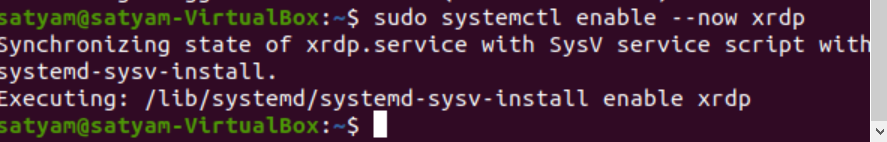 satyam@satyam-VirtualBox:~$ sudo systemctl enable --now xrdp
Synchronizing state of xrdp.service with SysV service script with
systemd-sysv-install.
Executing: /lib/systemd/systemd-sysv-install enable xrdp
satyam@satyam-VirtualBox:~$